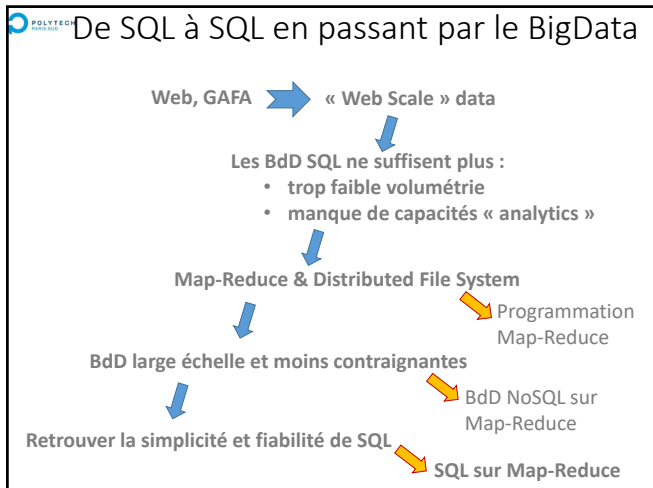 POLYTECH
PARIS-SUD
De SQL à SQL en passant par le BigData
Web, GAFA
« Web Scale » data
Les BdD SQL ne suffisent plus :
• trop faible volumétrie
• manque de capacités « analytics »
Map-Reduce & Distributed File System
Programmation
Map-Reduce
BdD large échelle et moins contraignantes
BdD NoSQL sur
Map-Reduce
Retrouver la simplicité et fiabilité de SQL
SQL sur Map-Reduce